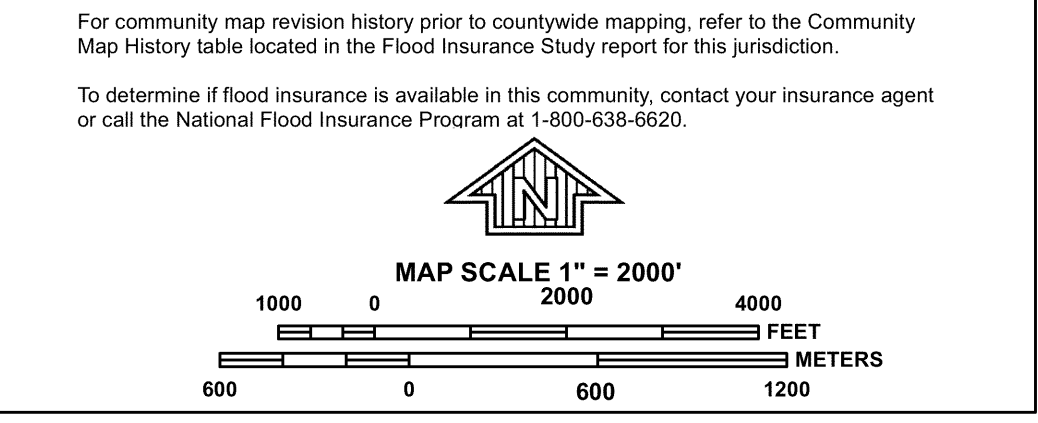 For community map revision history prior to countywide mapping, refer to the Community
Map History table located in the Flood Insurance Study report for this jurisdiction.
To determine if flood insurance is available in this community, contact your insurance agent
or call the National Flood Insurance Program at 1-800-638-6620.
N
MAP SCALE 1" = 2000'
1000 0 2000 4000
FEET
METERS
600 0 600 1200